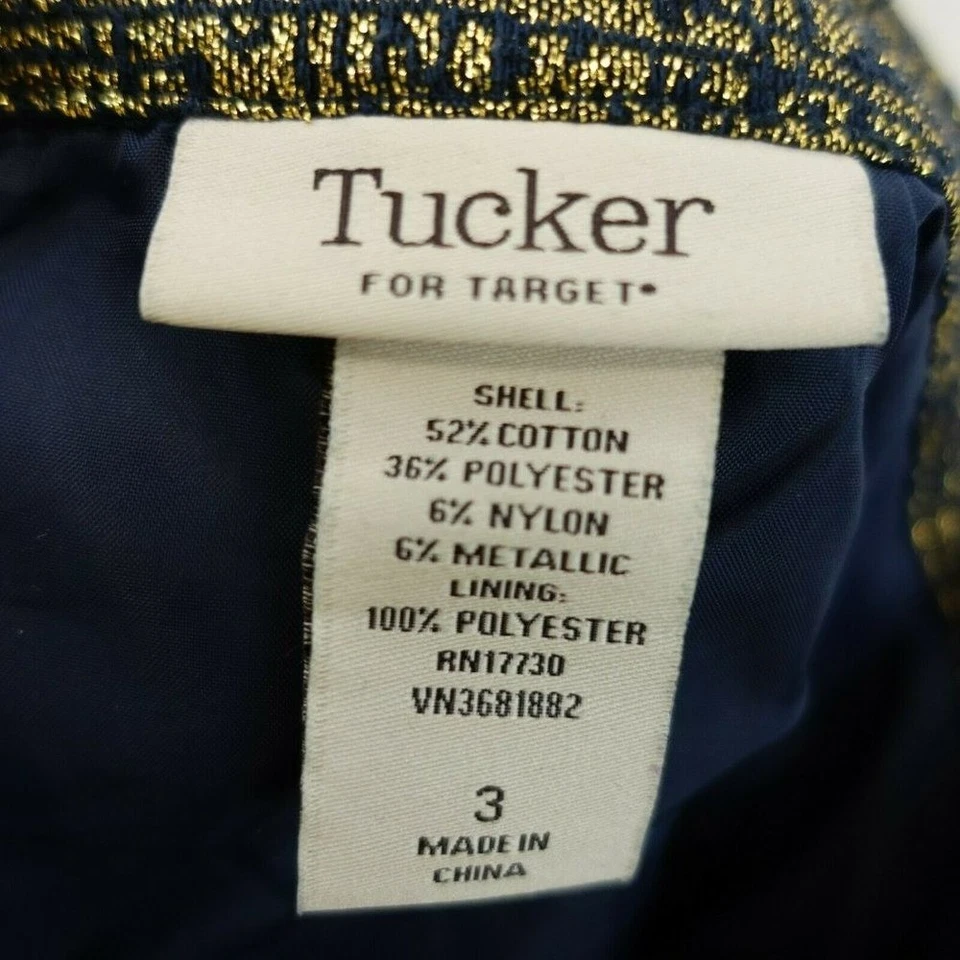 Tucker
FOR TARGET®
SHELL:
52% COTTON
36% POLYESTER
6% NYLON
6% METALLIC
LINING:
100% POLYESTER
RN17730
VN3681882
3
MADE IN
CHINA